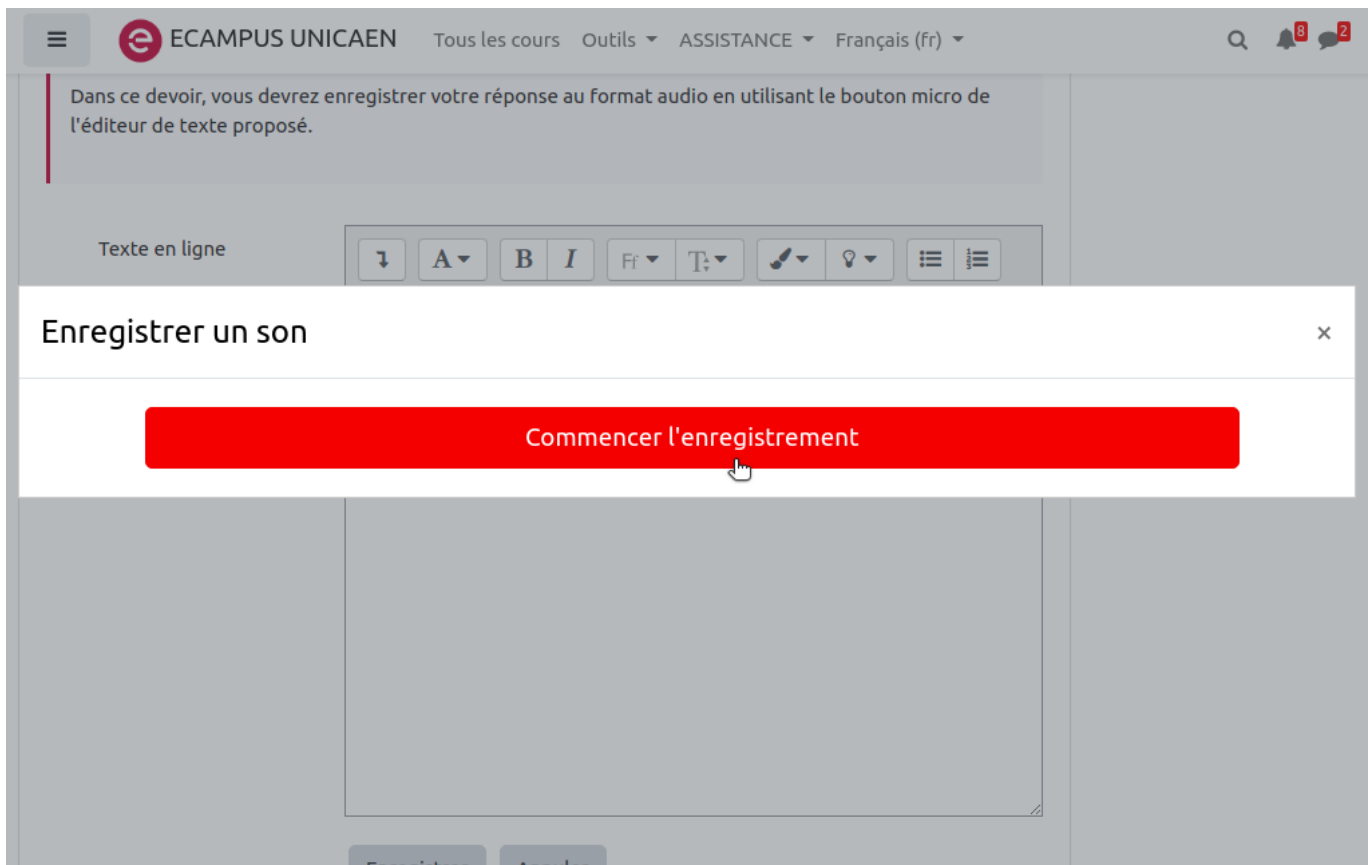 ECAMPUS UNICAEN Tous les cours Outils ASSISTANCE Français (fr) 8 2
Dans ce devoir, vous devrez enregistrer votre réponse au format audio en utilisant le bouton micro de
l'éditeur de texte proposé.
Texte en ligne
A B I Ff T
Enregistrer un son ×
Commencer l'enregistrement